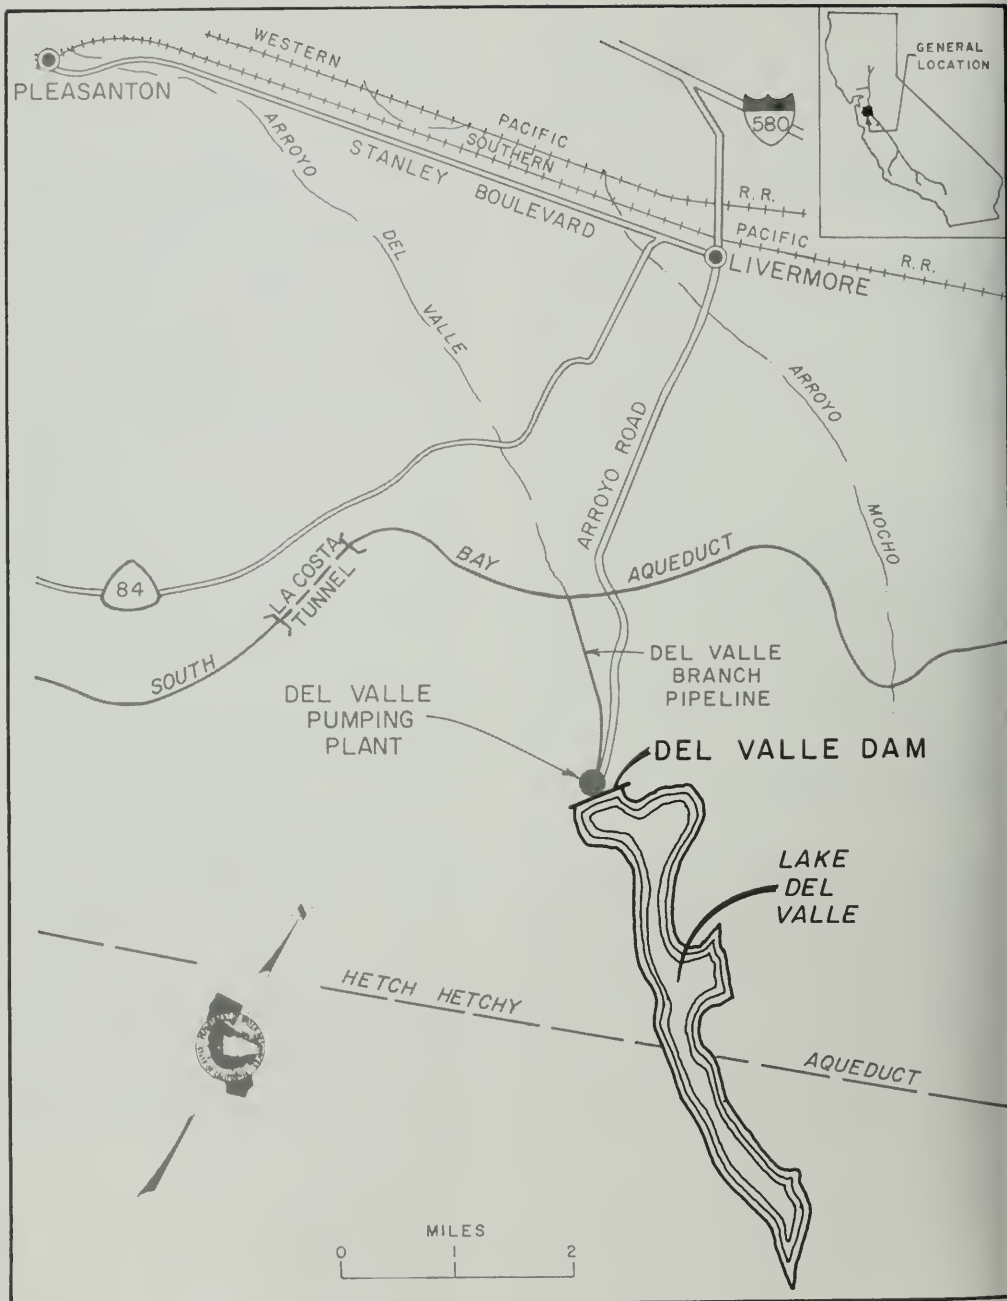 WESTERN
PACIFIC
R. R.
SOUTHERN
PACIFIC
R. R.
PLEASANTON
STANLEY BOULEVARD
580
GENERAL
LOCATION
LIVERMORE
ARROYO
DEL
VALLE
ARROYO
MOCHO
ARROYO ROAD
84
LA COSTA
TUNNEL
SOUTH
BAY
AQUEDUCT
DEL VALLE
BRANCH
PIPELINE
DEL VALLE
PUMPING
PLANT
DEL VALLE DAM
LAKE
DEL
VALLE
HETCH HETCHY
AQUEDUCT
MILES
0 1 2